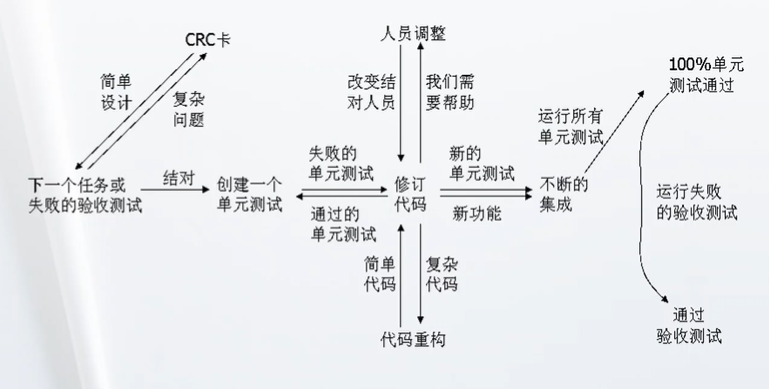 CRC卡
简单
设计
复杂
问题
下一个任务或
失败的验收测试
结对
创建一个
单元测试
失败的
单元测试
通过的
单元测试
人员调整
改变结
对人员
我们需
要帮助
修订
代码
简单
代码
复杂
代码
代码重构
新的
单元测试
新功能
不断的
集成
运行所有
单元测试
100%单元
测试通过
运行失败
的验收测试
通过
验收测试